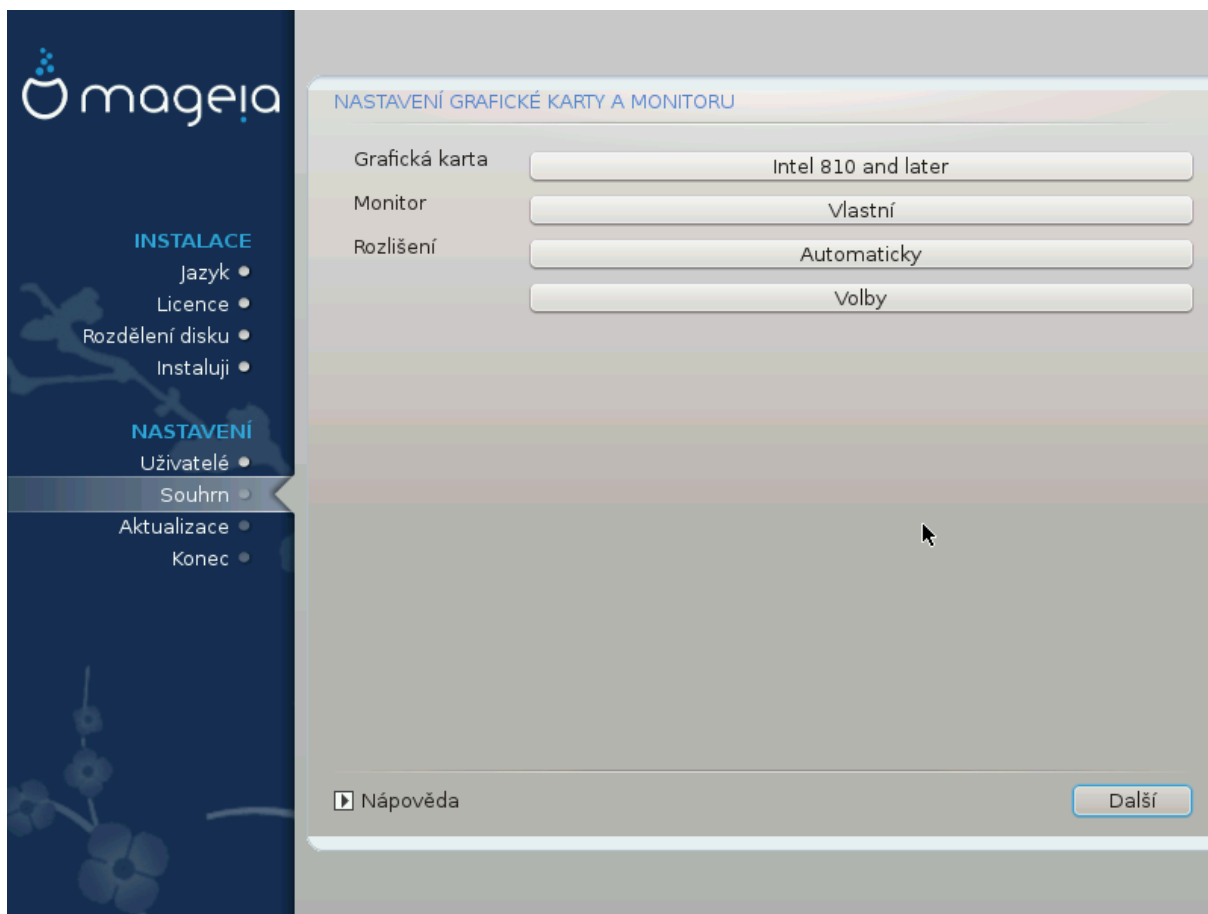 mageia
INSTALACE
Jazyk
Licence
Rozdělení disku
Instaluji
NASTAVENÍ
Uživatelé
Souhrn
Aktualizace
Konec
NASTAVENÍ GRAFICKÉ KARTY A MONITORU
Grafická karta
Intel 810 and later
Monitor
Vlastní
Rozlišení
Automaticky
Volby
Nápověda
Další